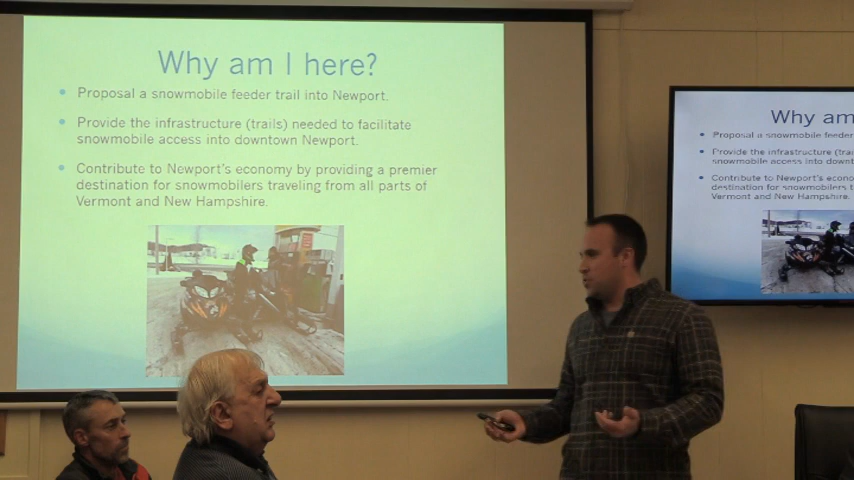 Why am I here?
Proposal a snowmobile feeder trail into Newport.
Provide the infrastructure (trails) needed to facilitate
snowmobile access into downtown Newport.
Contribute to Newport's economy by providing a premier
destination for snowmobilers traveling from all parts of
Vermont and New Hampshire.
Why am
Proposal a snowmobile feeder
Provide the infrastructure (trai
snowmobile access into downt
Contribute to Newport's econo
destination for snowmobilers t
Vermont and New Hampshire.